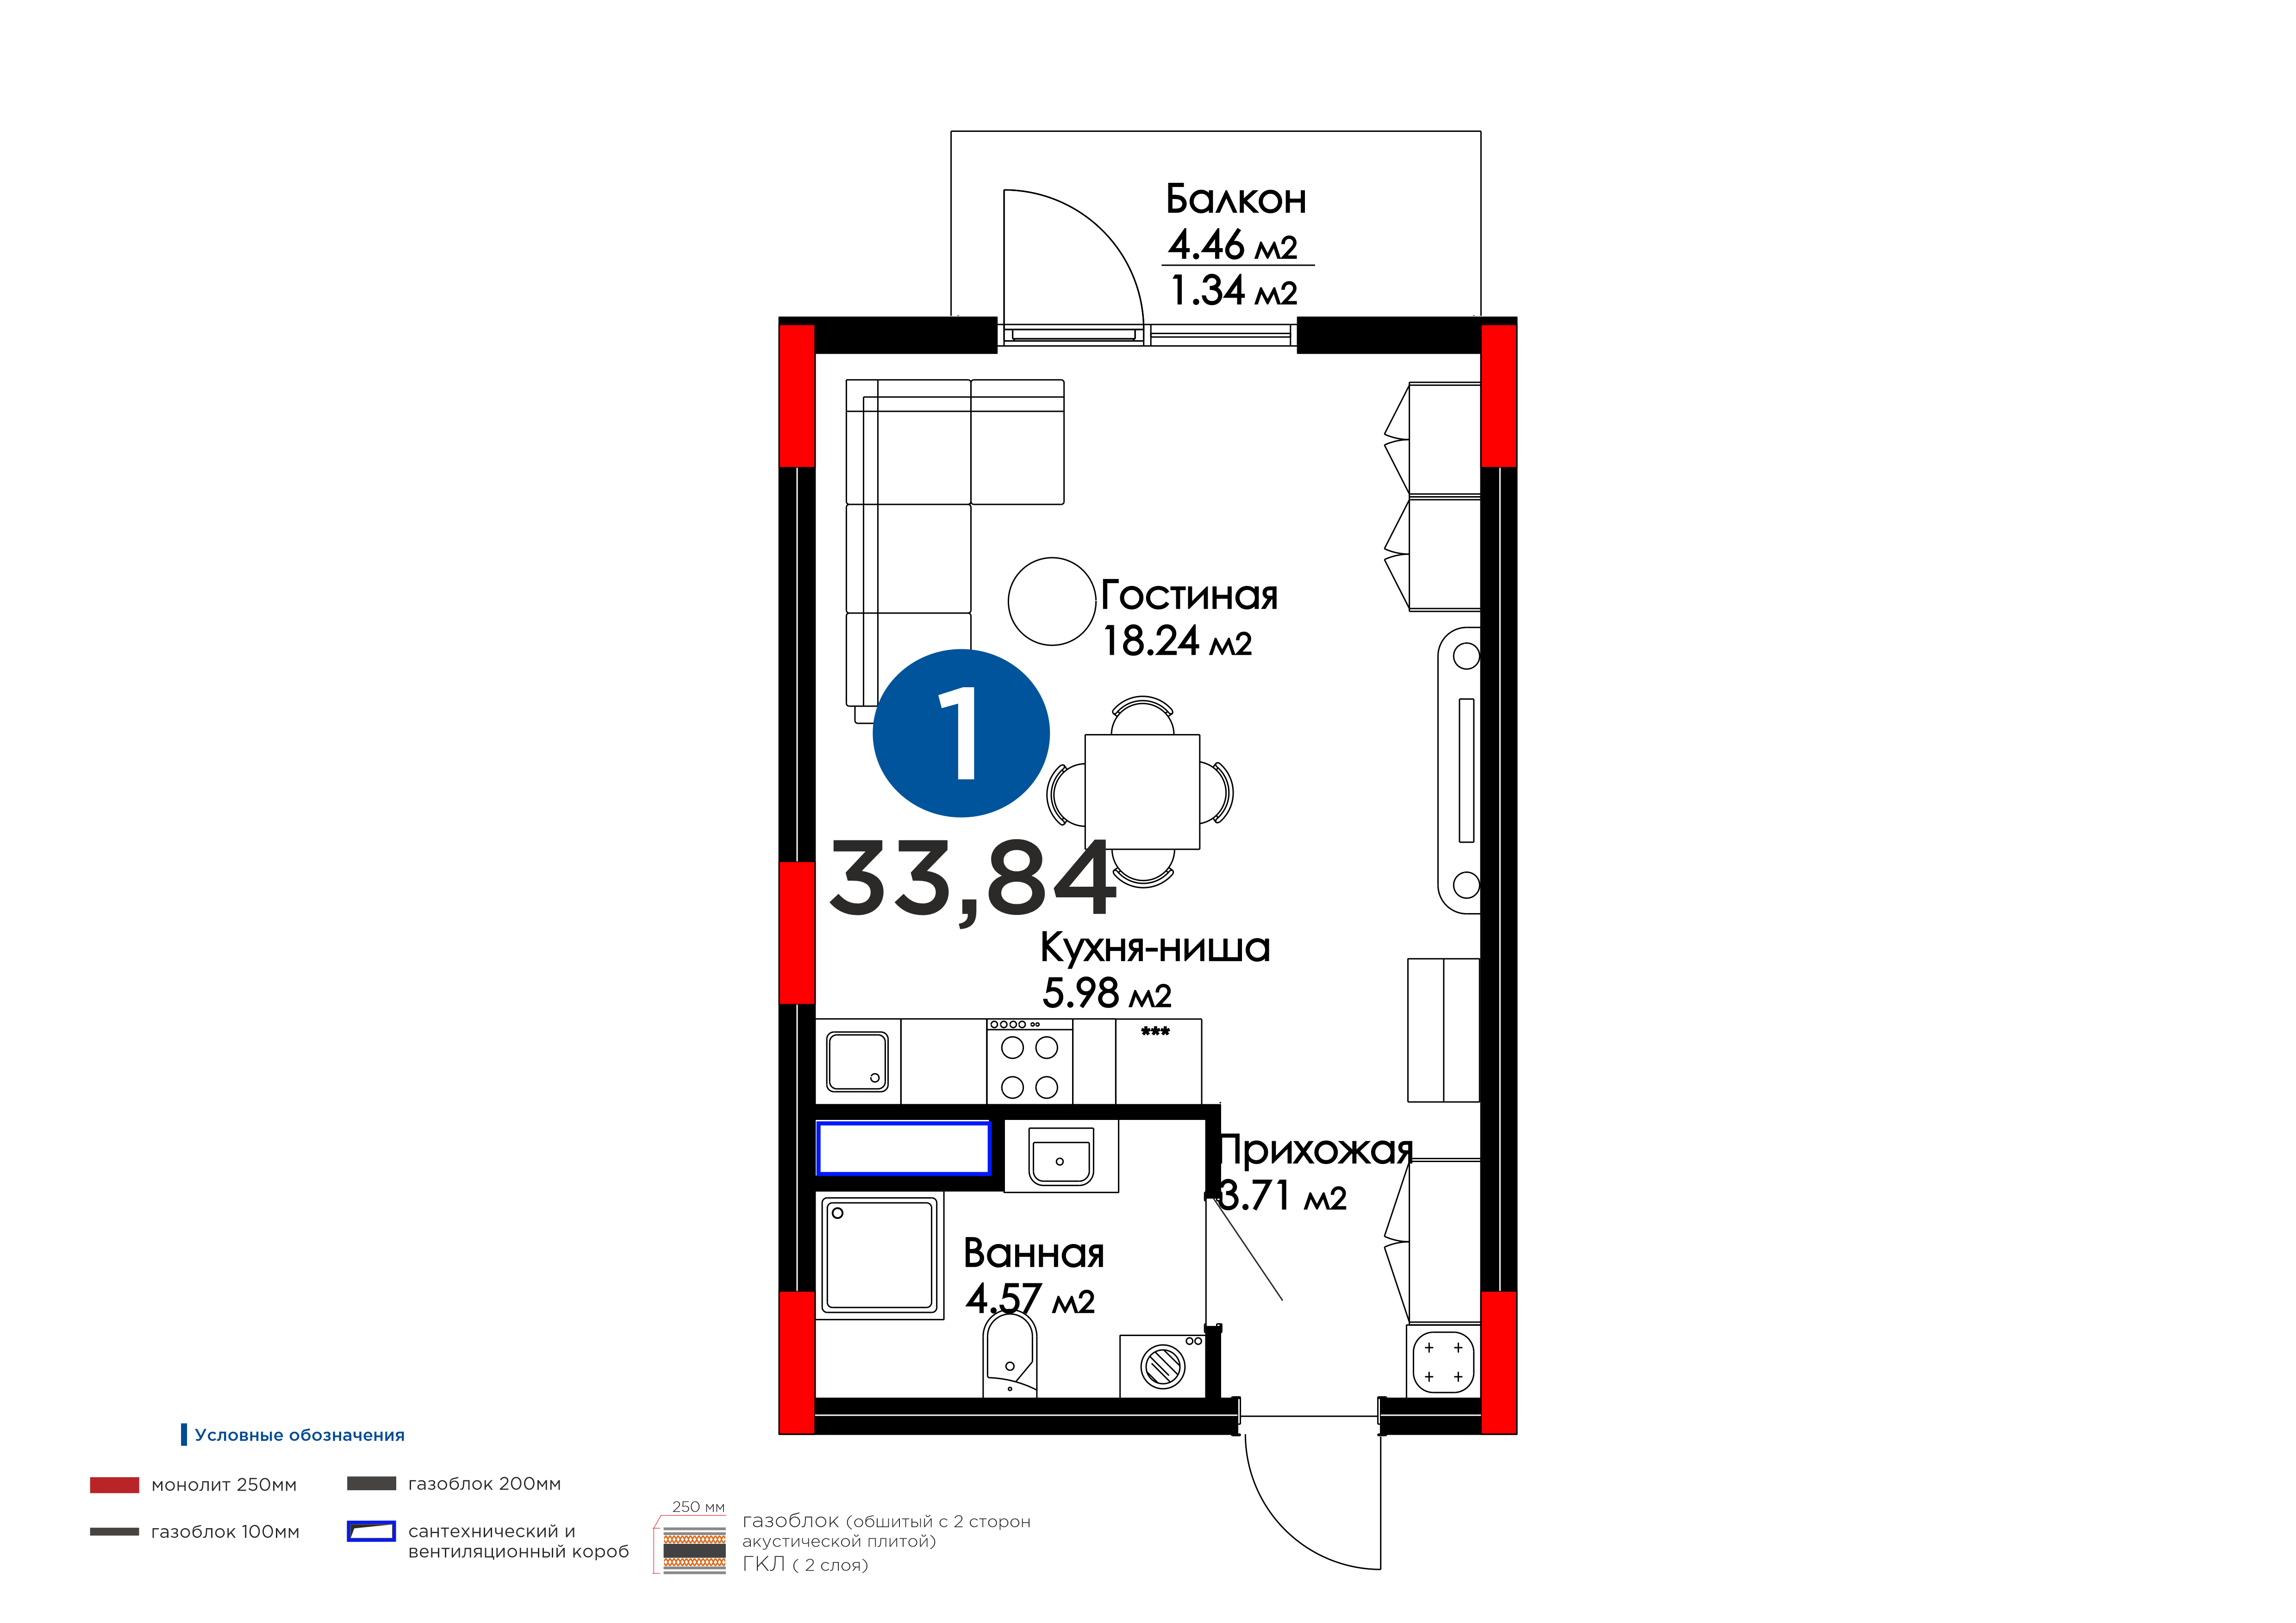 Балкон
4.46 м2
1.34 м2
Гостиная
18.24 м2
1
33,84
Кухня-ниша
5.98 м2
***
Прихожая
3.71 м2
Ванная
4.57 м2
Условные обозначения
монолит 250мм
газоблок 200мм
газоблок 100мм
сантехнический и
вентиляционный короб
250 мм
газоблок (обшитый с 2 сторон
акустической плитой)
ГКЛ ( 2 слоя)